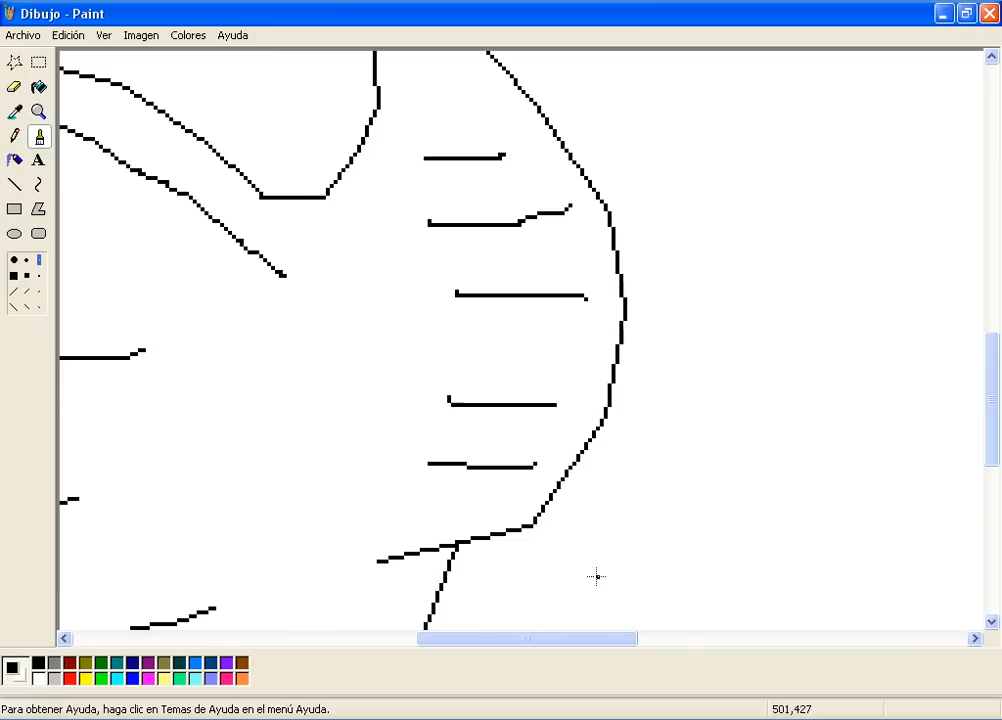 Dibujo - Paint
Archivo Edición Ver Imagen Colores Ayuda
A
Para obtener Ayuda, haga clic en Temas de Ayuda en el menú Ayuda.
501,427